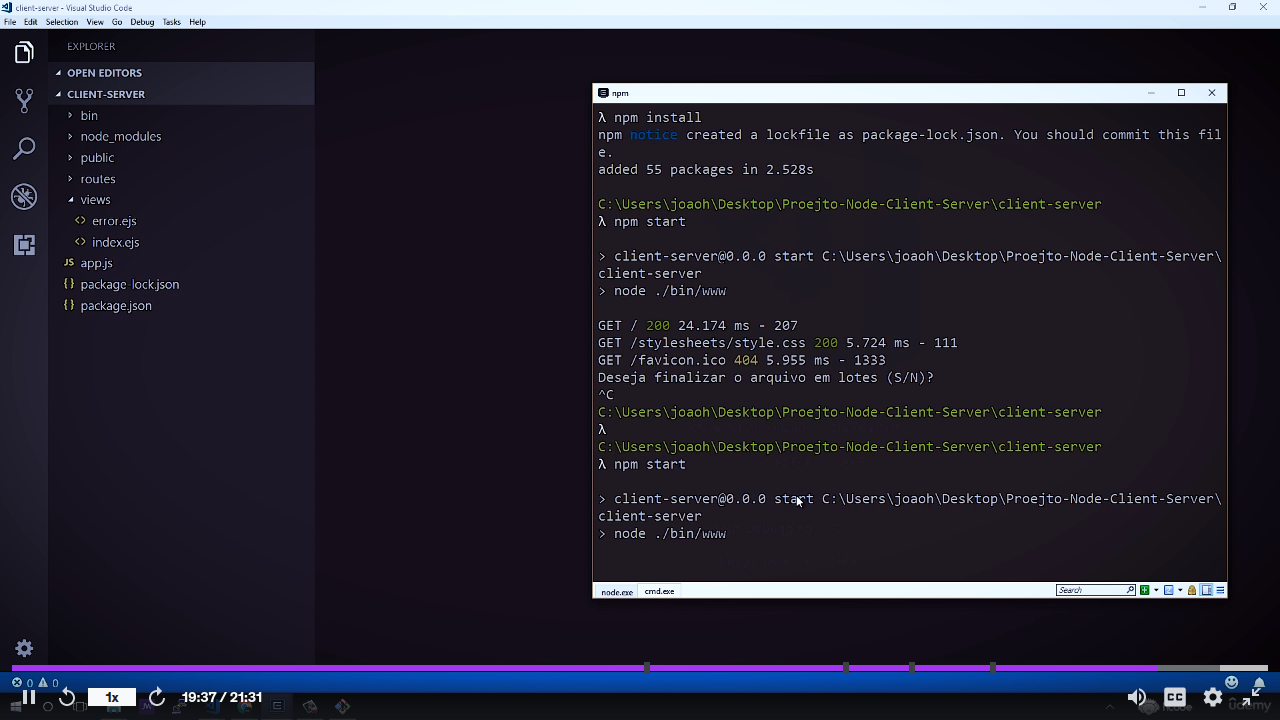 client-server - Visual Studio Code
File Edit Selection View Go Debug Tasks Help
EXPLORER
OPEN EDITORS
CLIENT-SERVER
bin
node_modules
public
routes
views
<> error.ejs
<> index.ejs
JS app.js
{} package-lock.json
{} package.json
npm
λ npm install
npm notice created a lockfile as package-lock.json. You should commit this fil
e.
added 55 packages in 2.528s
C:\Users\joaoh\Desktop\Proejto-Node-Client-Server\client-server
λ npm start
> client-server@0.0.0 start C:\Users\joaoh\Desktop\Proejto-Node-Client-Server\
client-server
> node ./bin/www
GET / 200 24.174 ms - 207
GET /stylesheets/style.css 200 5.724 ms - 111
GET /favicon.ico 404 5.955 ms - 1333
Deseja finalizar o arquivo em lotes (S/N)?
^C
C:\Users\joaoh\Desktop\Proejto-Node-Client-Server\client-server
λ
C:\Users\joaoh\Desktop\Proejto-Node-Client-Server\client-server
λ npm start
> client-server@0.0.0 start C:\Users\joaoh\Desktop\Proejto-Node-Client-Server\
client-server
> node ./bin/www
node.exe cmd.exe Search
0 0
1x 19:37 / 21:31 CC
udemy